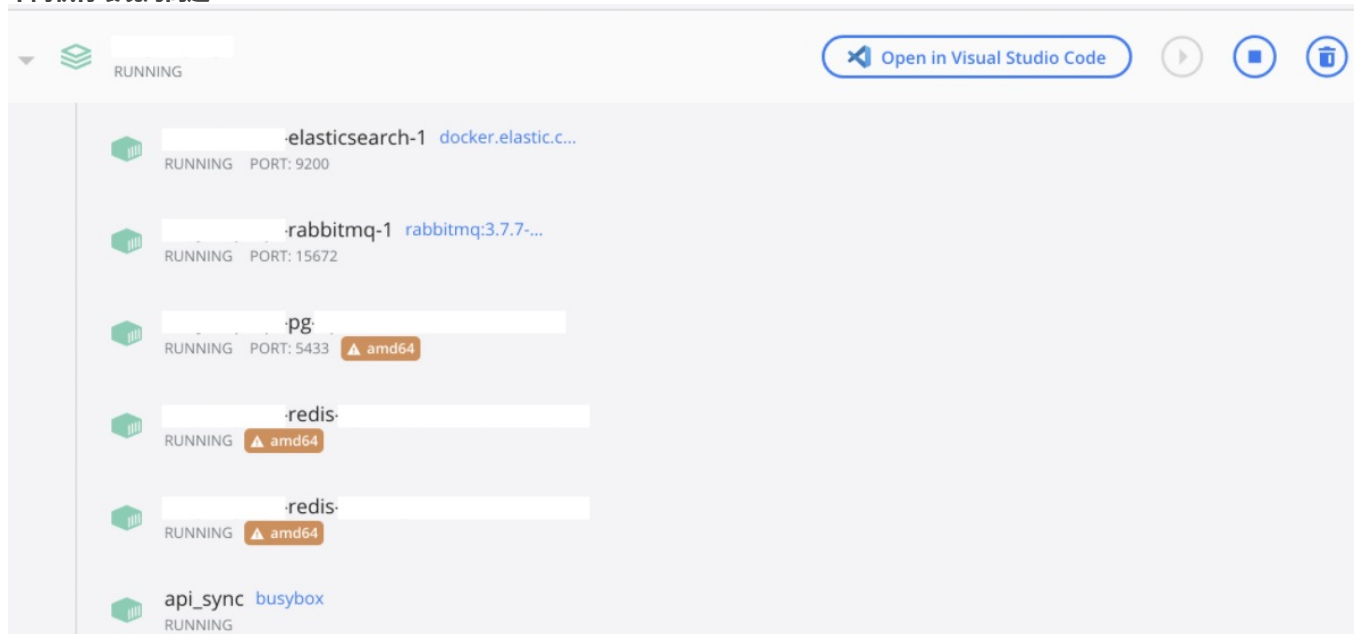 RUNNING
Open in Visual Studio Code
-elasticsearch-1 docker.elastic.c...
RUNNING PORT: 9200
-rabbitmq-1 rabbitmq:3.7.7-...
RUNNING PORT: 15672
-pg-
RUNNING PORT: 5433 amd64
-redis-
RUNNING amd64
-redis-
RUNNING amd64
api_sync busybox
RUNNING